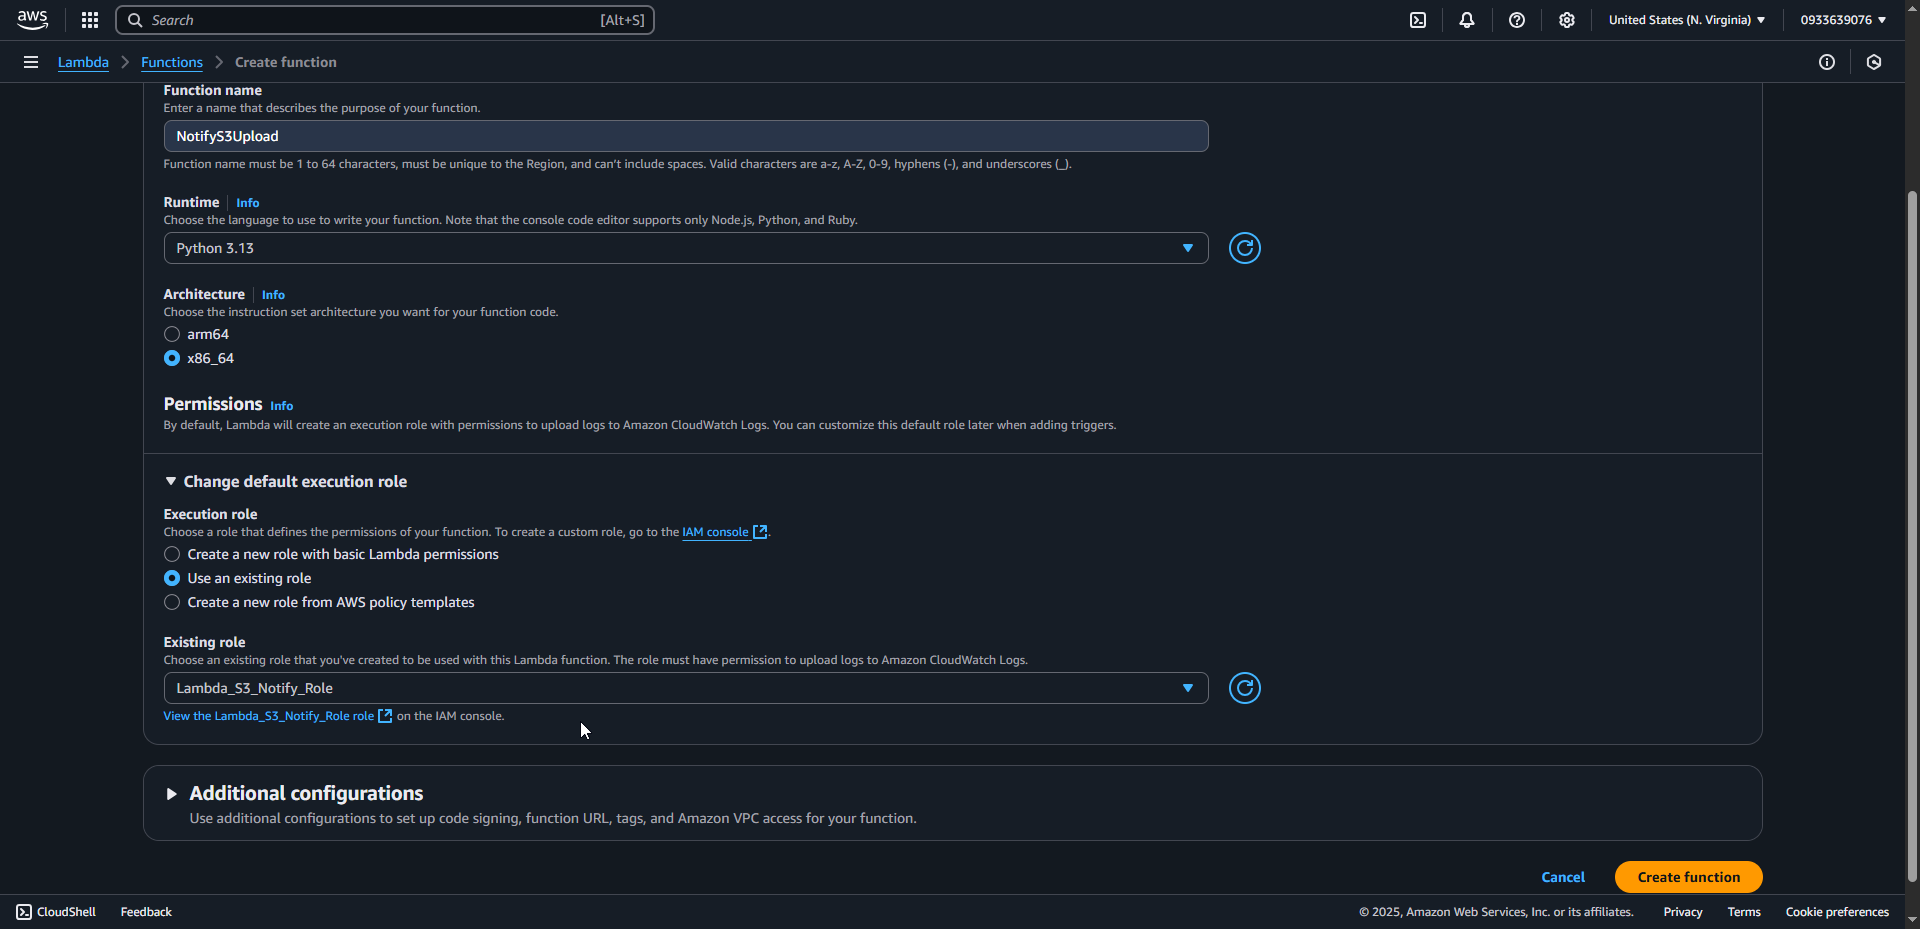 aws
Search [Alt+S]
United States (N. Virginia)
0933639076
Lambda
Functions
Create function
Function name
Enter a name that describes the purpose of your function.
NotifyS3Upload
Function name must be 1 to 64 characters, must be unique to the Region, and can't include spaces. Valid characters are a-z, A-Z, 0-9, hyphens (-), and underscores (_).
Runtime Info
Choose the language to use to write your function. Note that the console code editor supports only Node.js, Python, and Ruby.
Python 3.13
Architecture Info
Choose the instruction set architecture you want for your function code.
arm64
x86_64
Permissions Info
By default, Lambda will create an execution role with permissions to upload logs to Amazon CloudWatch Logs. You can customize this default role later when adding triggers.
Change default execution role
Execution role
Choose a role that defines the permissions of your function. To create a custom role, go to the IAM console.
Create a new role with basic Lambda permissions
Use an existing role
Create a new role from AWS policy templates
Existing role
Choose an existing role that you've created to be used with this Lambda function. The role must have permission to upload logs to Amazon CloudWatch Logs.
Lambda_S3_Notify_Role
View the Lambda_S3_Notify_Role role on the IAM console.
Additional configurations
Use additional configurations to set up code signing, function URL, tags, and Amazon VPC access for your function.
Cancel
Create function
CloudShell
Feedback
© 2025, Amazon Web Services, Inc. or its affiliates.
Privacy
Terms
Cookie preferences